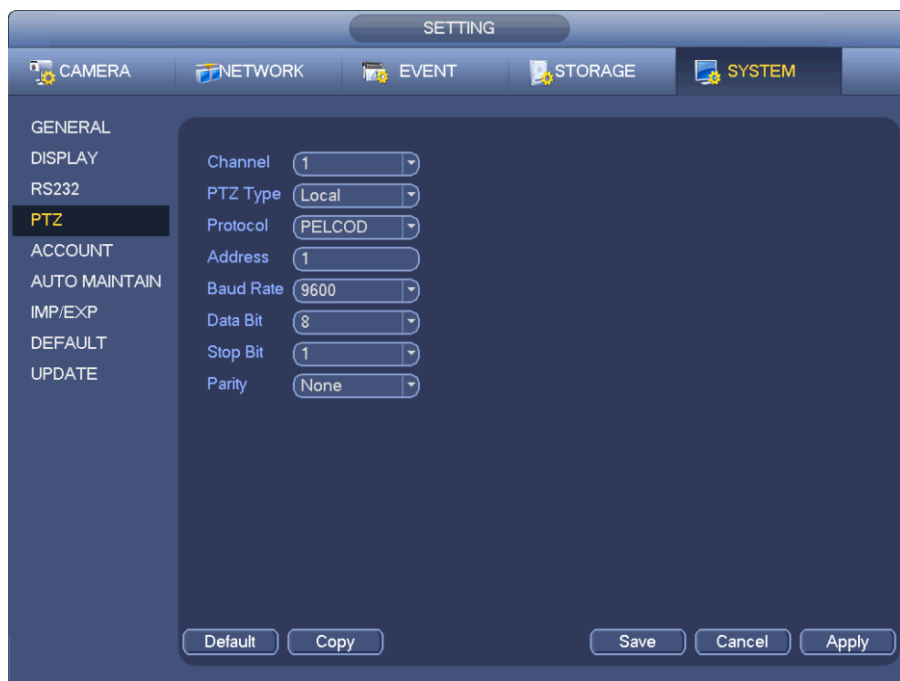 SETTING
CAMERA NETWORK EVENT STORAGE SYSTEM
GENERAL
DISPLAY
RS232
PTZ
ACCOUNT
AUTO MAINTAIN
IMP/EXP
DEFAULT
UPDATE
Channel 1
PTZ Type Local
Protocol PELCOD
Address 1
Baud Rate 9600
Data Bit 8
Stop Bit 1
Parity None
Default Copy Save Cancel Apply